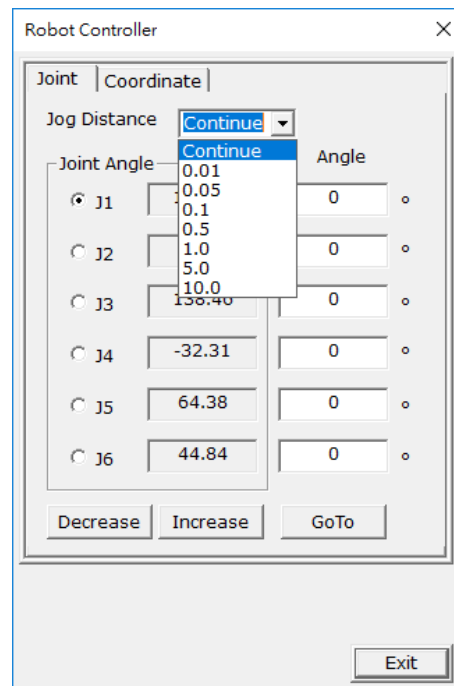 Robot Controller
Joint Coordinate
Jog Distance Continue
Continue
0.01
0.05
0.1
0.5
1.0
5.0
10.0
Joint Angle Angle
J1 0 °
J2 0 °
J3 138.46 0 °
J4 -32.31 0 °
J5 64.38 0 °
J6 44.84 0 °
Decrease Increase GoTo
Exit